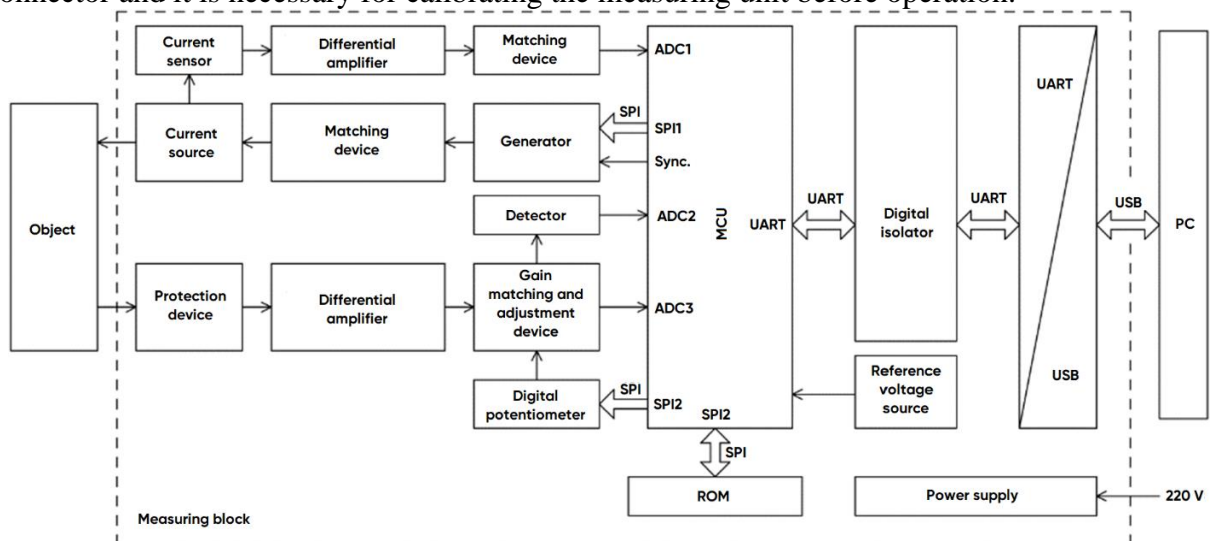 onnector and it is necessary for calibrating the measuring unit before operation.
Current
sensor
Differential
amplifier
Matching
device
ADC1
Current
source
Matching
device
Generator
SPI
SPI1
Sync.
Object
Detector
ADC2
MCU
UART
UART
Digital
isolator
UART
UART
USB
USB
PC
Protection
device
Differential
amplifier
Gain
matching and
adjustment
device
ADC3
Digital
potentiometer
SPI
SPI2
SPI2
SPI
ROM
Reference
voltage
source
Power supply
220 V
Measuring block